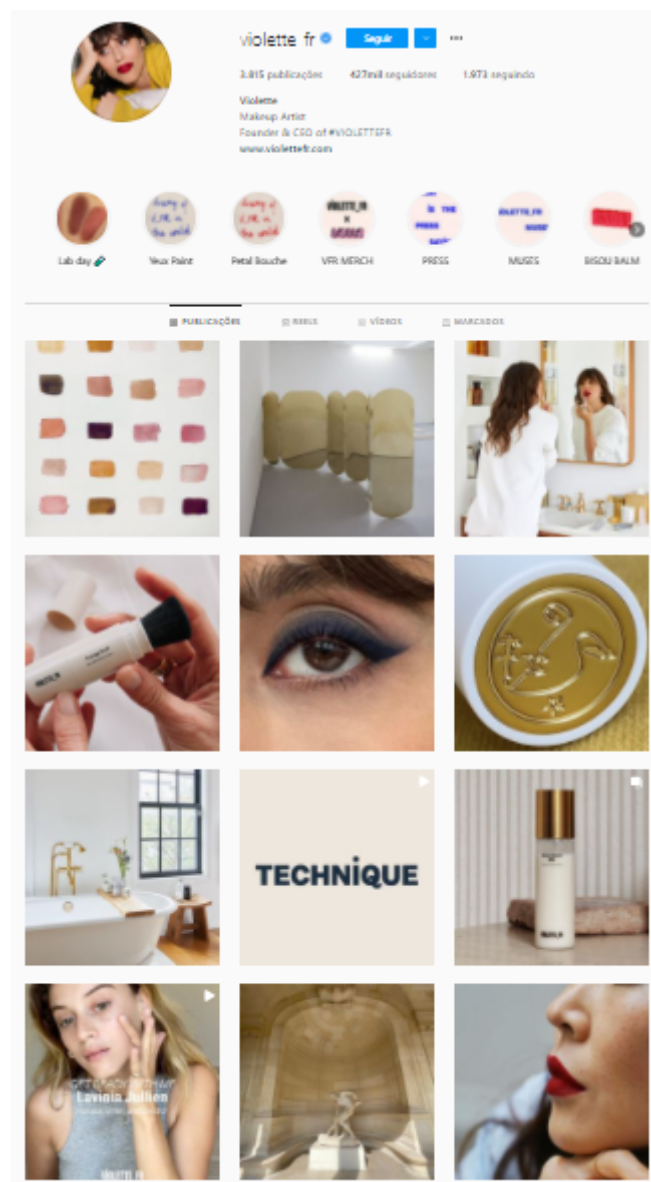 violette_fr
Seguir
3.815 publicações 427mil seguidores 1.973 seguindo
Violette
Makeup Artist
Founder & CEO of #VIOLETTEFR
www.violettefr.com
Lab day Yeux Paint Petal Bouche VFR MERCH PRESS MUSES BISOU BALM
PUBLICAÇÕES REELS VÍDEOS MARCADOS
TECHNiQUE
Lavinia Jullien
VIOLETTE_FR